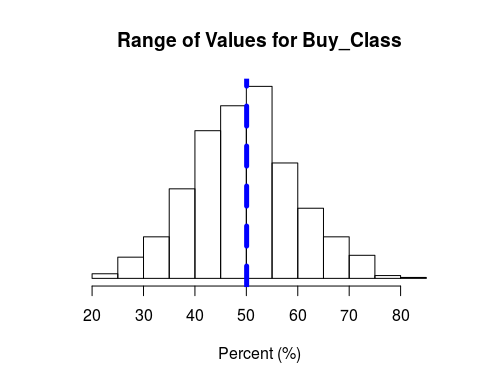 Range of Values for Buy_Class
20 30 40 50 60 70 80
Percent (%)